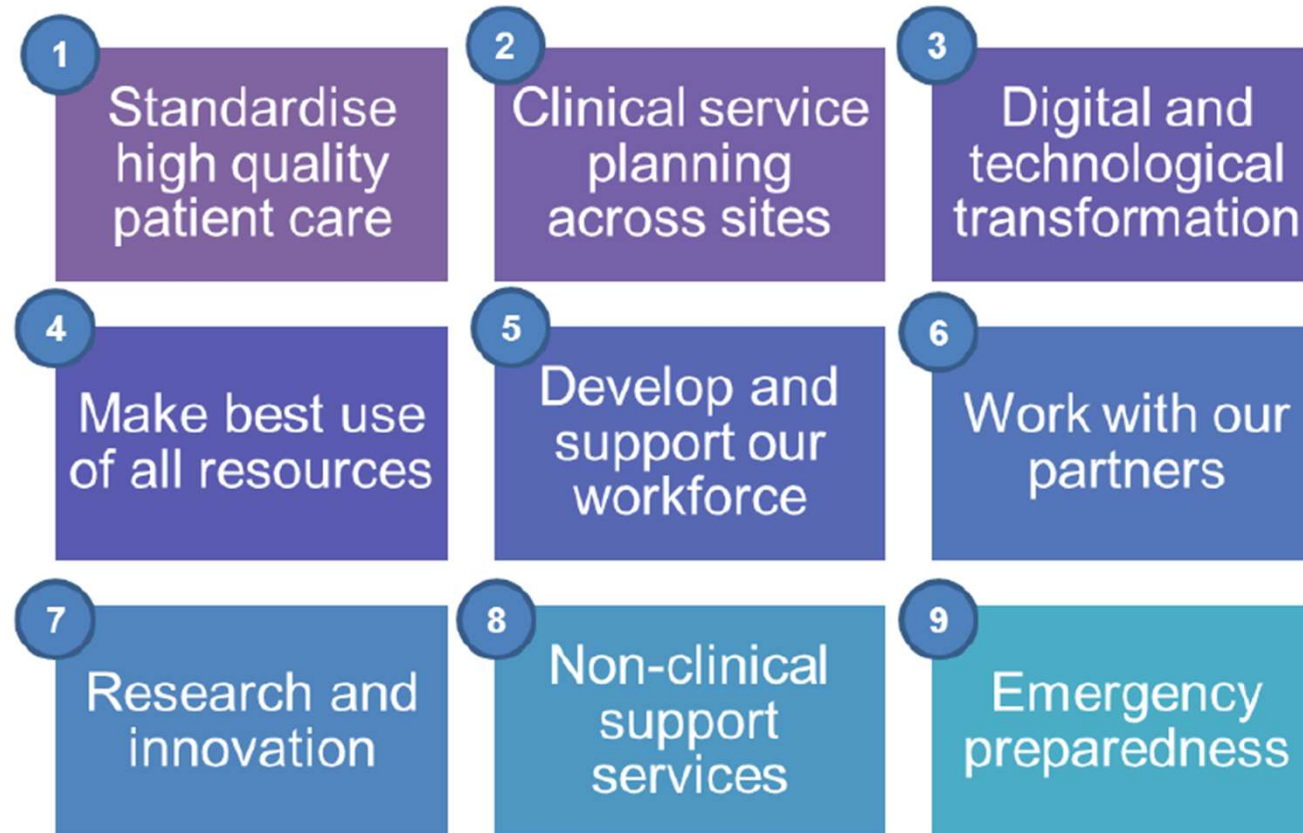 1
Standardise
high quality
patient care
2
Clinical service
planning
across sites
3
Digital and
technological
transformation
4
Make best use
of all resources
5
Develop and
support our
workforce
6
Work with our
partners
7
Research and
innovation
8
Non-clinical
support
services
9
Emergency
preparedness